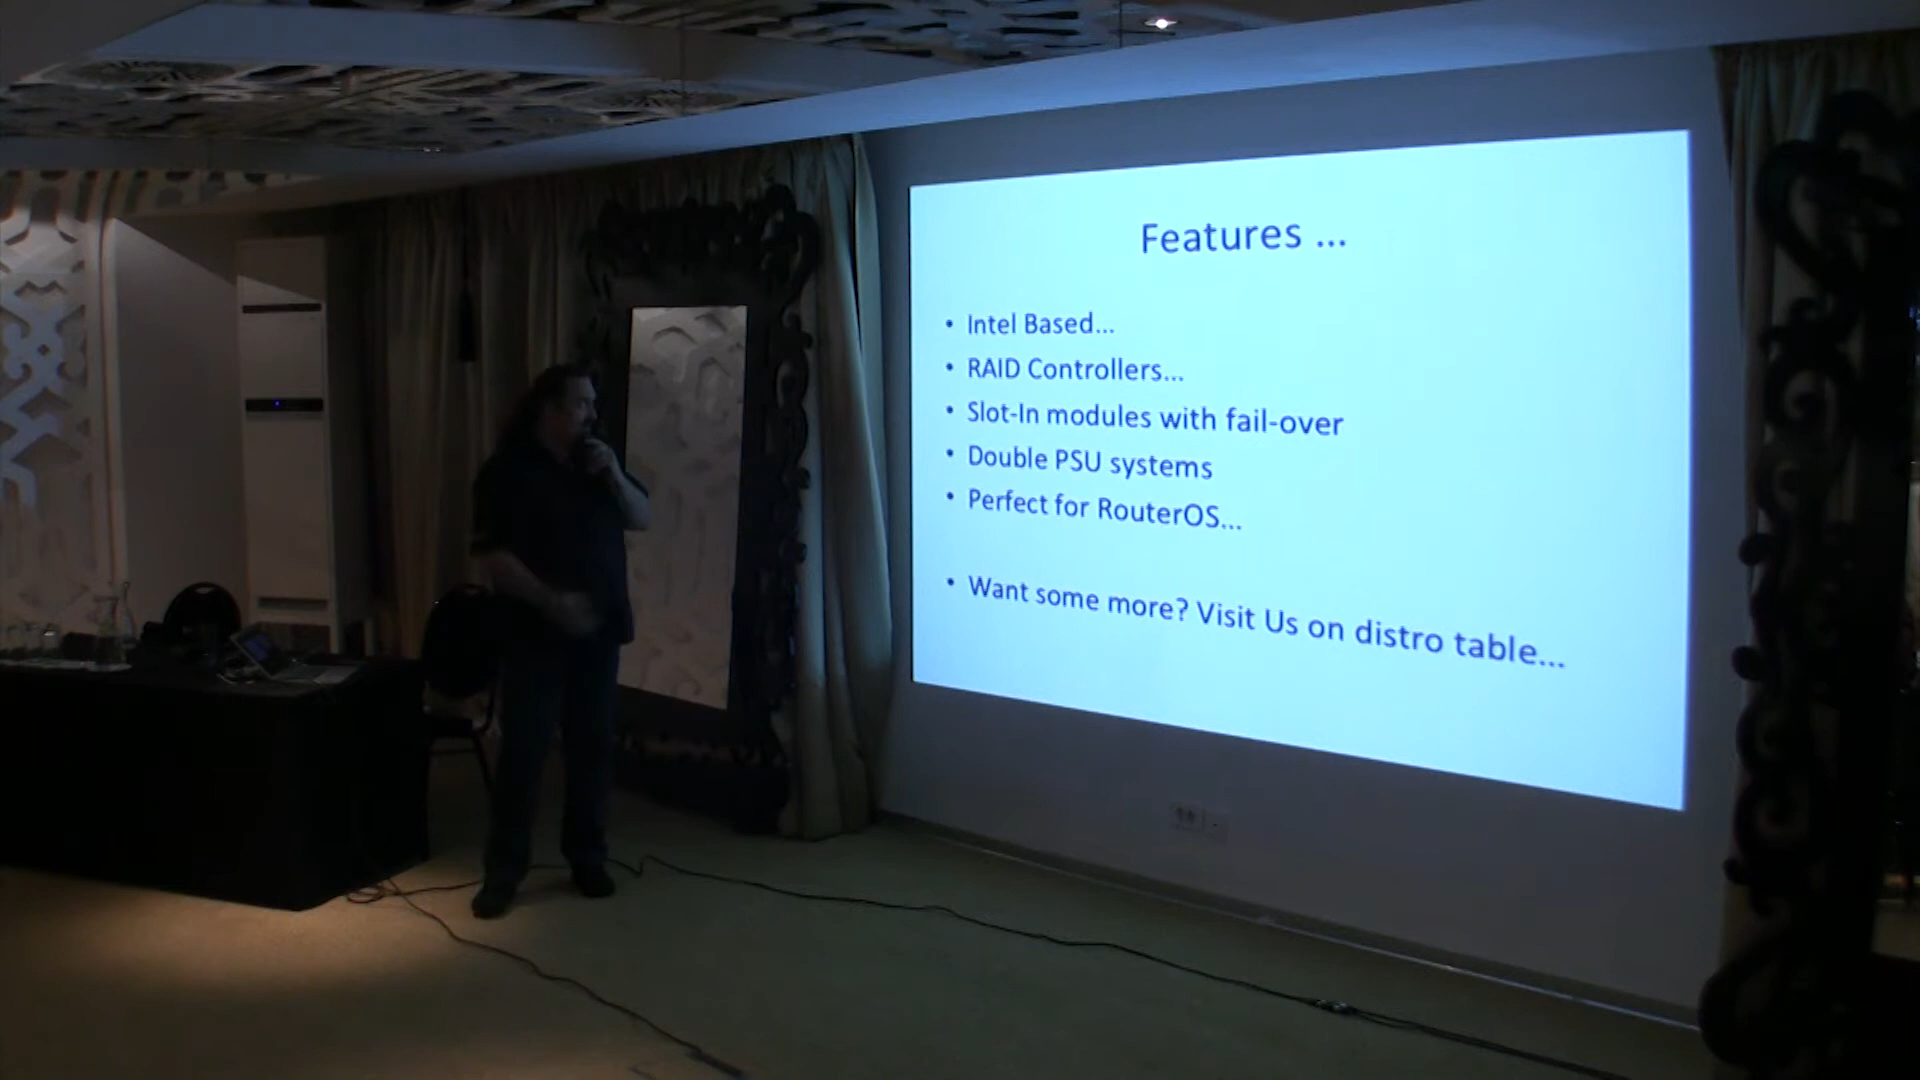 Features ...
• Intel Based...
• RAID Controllers...
• Slot-In modules with fail-over
• Double PSU systems
• Perfect for RouterOS...
• Want some more? Visit Us on distro table...